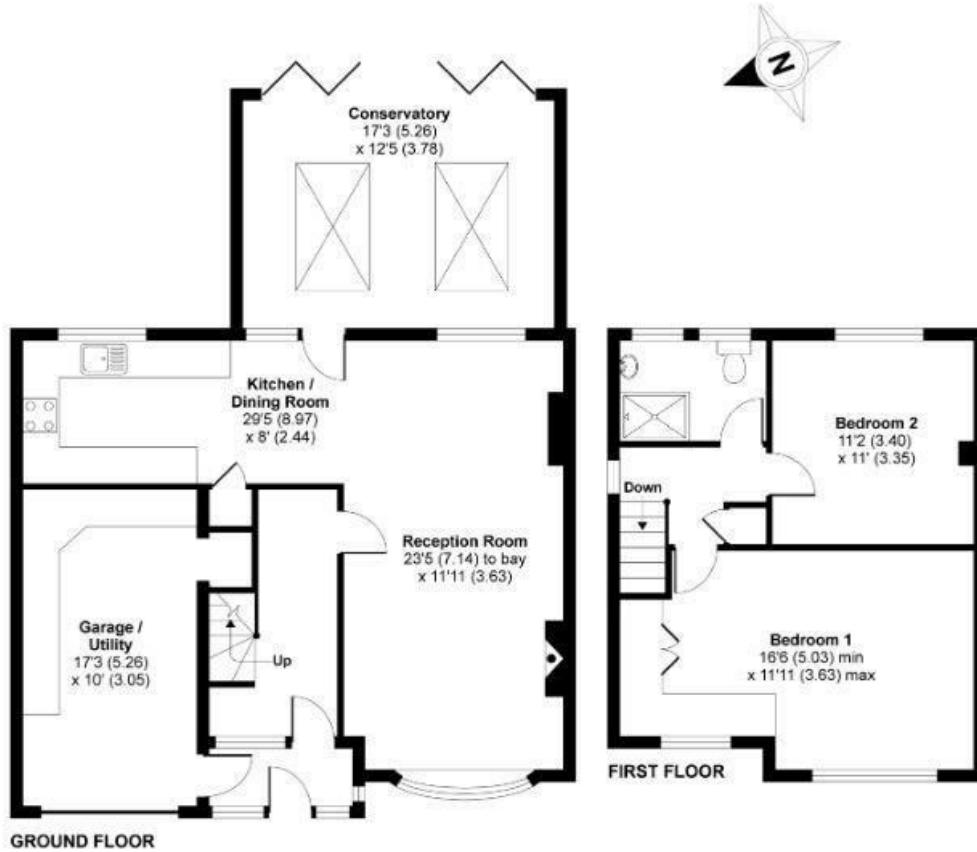 N
Conservatory
17'3 (5.26)
x 12'5 (3.78)
Kitchen /
Dining Room
29'5 (8.97)
x 8' (2.44)
Bedroom 2
11'2 (3.40)
x 11' (3.35)
Down
Reception Room
23'5 (7.14) to bay
x 11'11 (3.63)
Garage /
Utility
17'3 (5.26)
x 10' (3.05)
Up
Bedroom 1
16'6 (5.03) min
x 11'11 (3.63) max
FIRST FLOOR
GROUND FLOOR